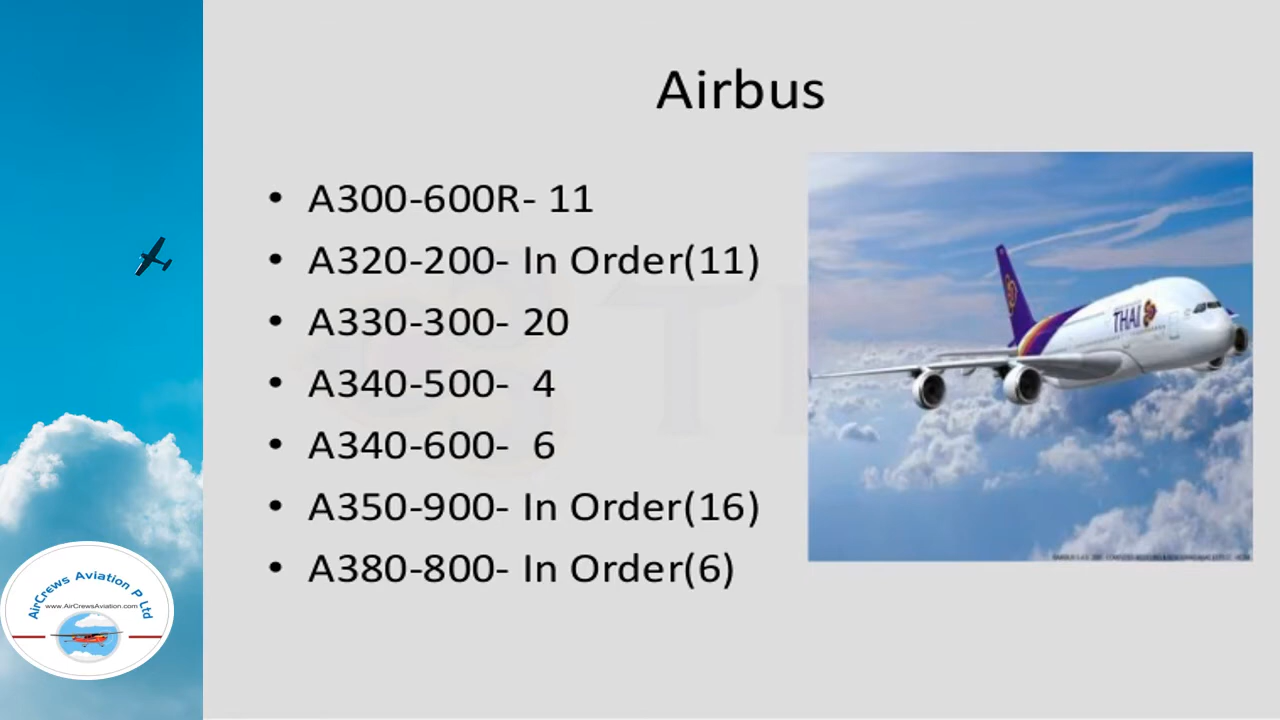 Airbus
• A300-600R- 11
• A320-200- In Order(11)
• A330-300- 20
• A340-500-  4
• A340-600-  6
• A350-900- In Order(16)
• A380-800- In Order(6)
THAI
AirCrews Aviation P Ltd
www.AirCrewsAviation.com